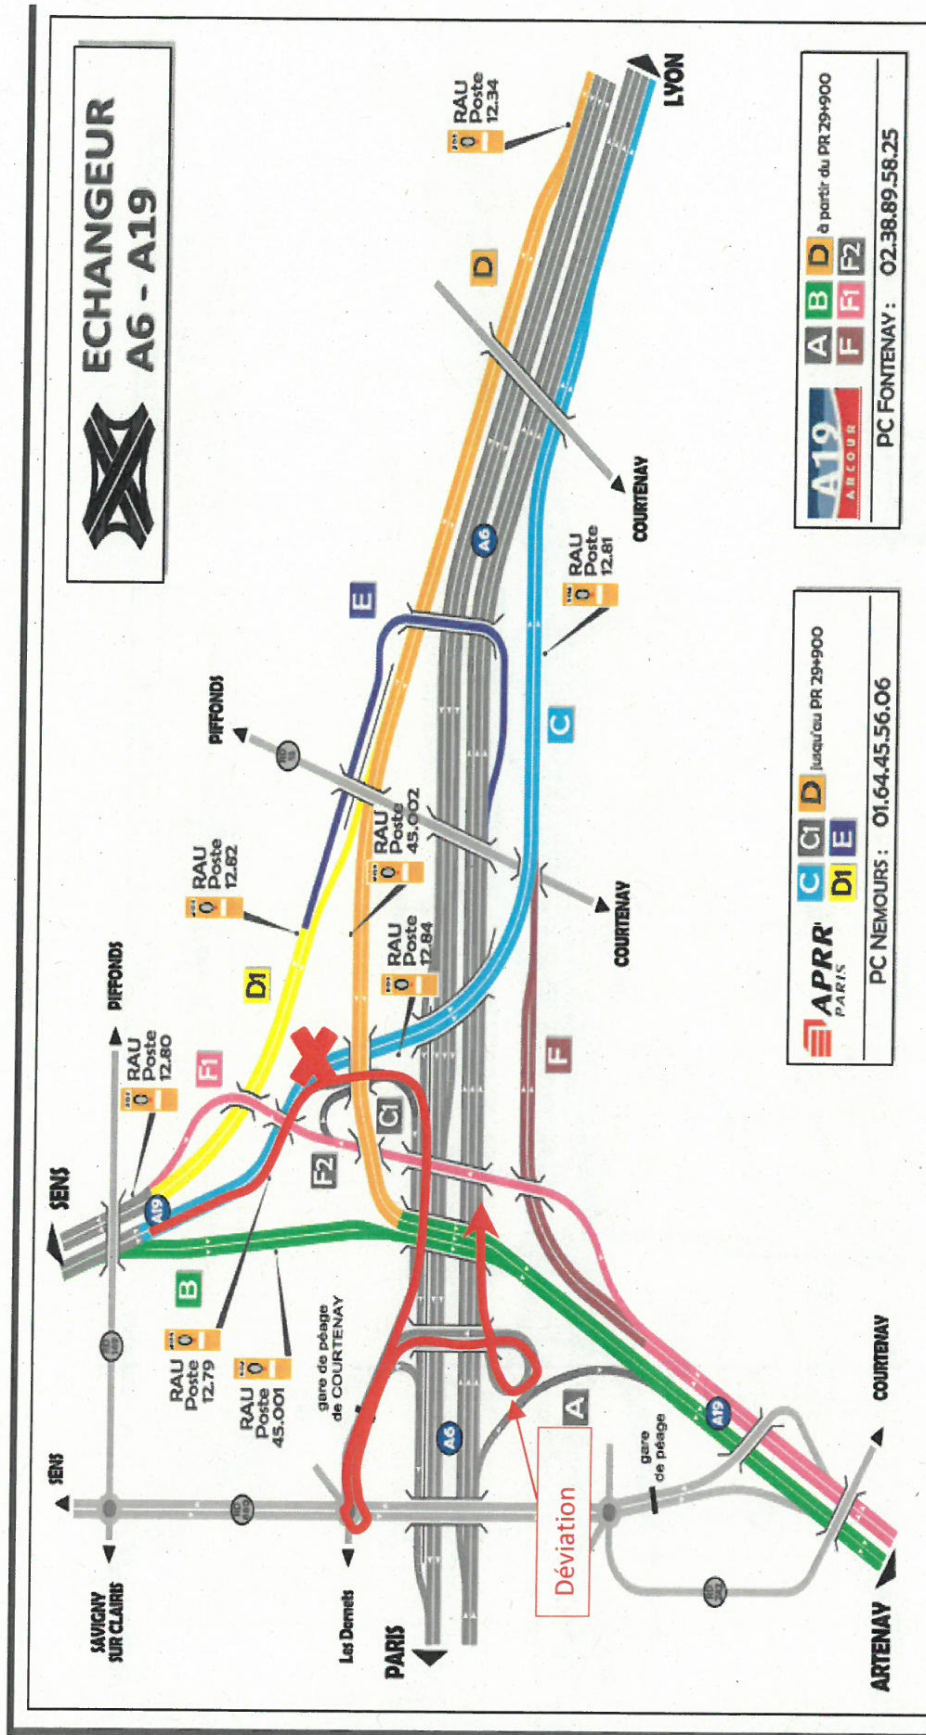 ECHANGEUR
A6 - A19
SENS
PIFFONDS
PIFFONDS
LYON
RAU
Poste
12.34
D
RAU
Poste
12.80
RAU
Poste
12.82
E
A6
COURTENAY
F1
D1
RAU
Poste
45.002
RAU
Poste
12.84
RAU
Poste
12.81
C
COURTENAY
A19
F2
C1
F
B
RAU
Poste
12.79
RAU
Poste
45.001
gare de péage
de COURTENAY
SENS
SAVIGNY
SUR CLAIRIS
Les Dornets
PARIS
A6
A
Déviation
gare
de péage
A19
COURTENAY
ARTENAY
APRR
PARIS
C C1 D jusqu'au PR 29+900
D1 E
PC NEMOURS : 01.64.45.56.06
A19
ARCOUR
A B D à partir du PR 29+900
F F1 F2
PC FONTENAY : 02.38.89.58.25